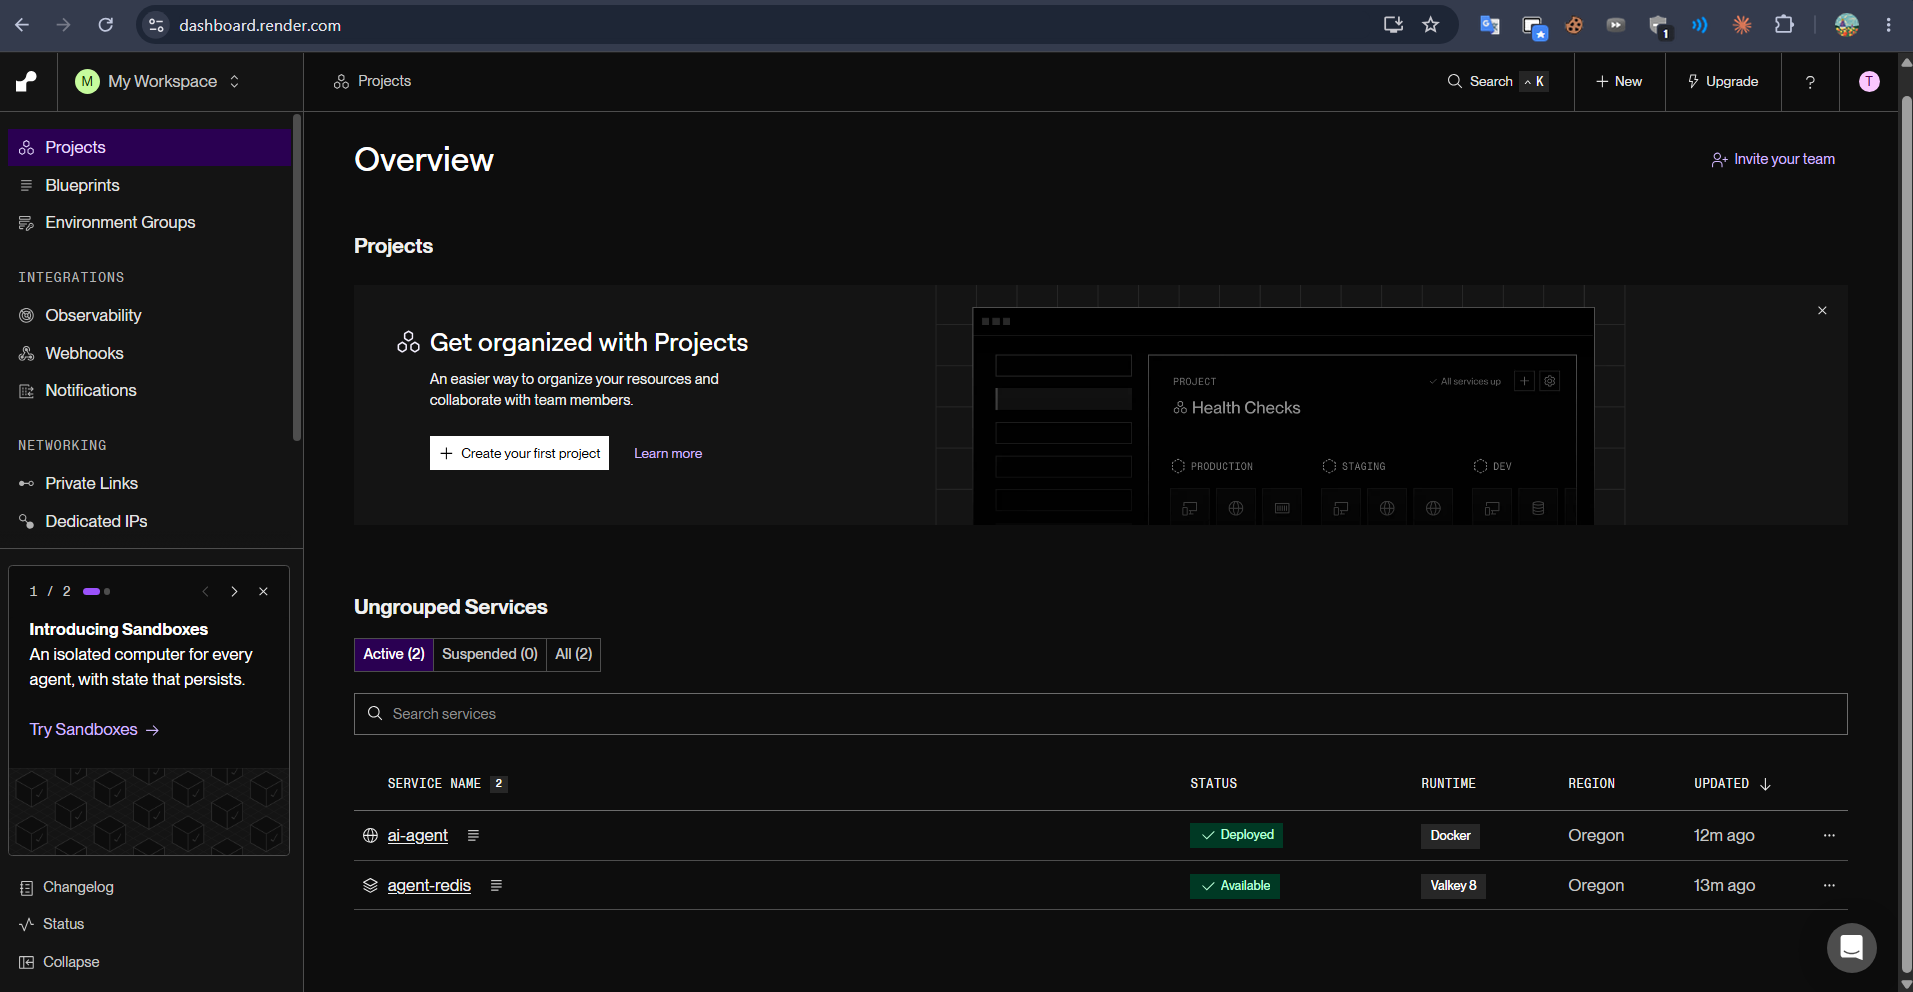 dashboard.render.com
1
M My Workspace
Projects
Search ^ K
+ New
Upgrade
?
T
Projects
Blueprints
Environment Groups
INTEGRATIONS
Observability
Webhooks
Notifications
NETWORKING
Private Links
Dedicated IPs
1 / 2
Introducing Sandboxes
An isolated computer for every
agent, with state that persists.
Try Sandboxes →
Changelog
Status
Collapse
Overview
Invite your team
Projects
Get organized with Projects
An easier way to organize your resources and
collaborate with team members.
+ Create your first project
Learn more
PROJECT
All services up
Health Checks
PRODUCTION
STAGING
DEV
Ungrouped Services
Active (2)
Suspended (0)
All (2)
Search services
SERVICE NAME 2
STATUS
RUNTIME
REGION
UPDATED ↓
ai-agent
Deployed
Docker
Oregon
12m ago
agent-redis
Available
Valkey 8
Oregon
13m ago